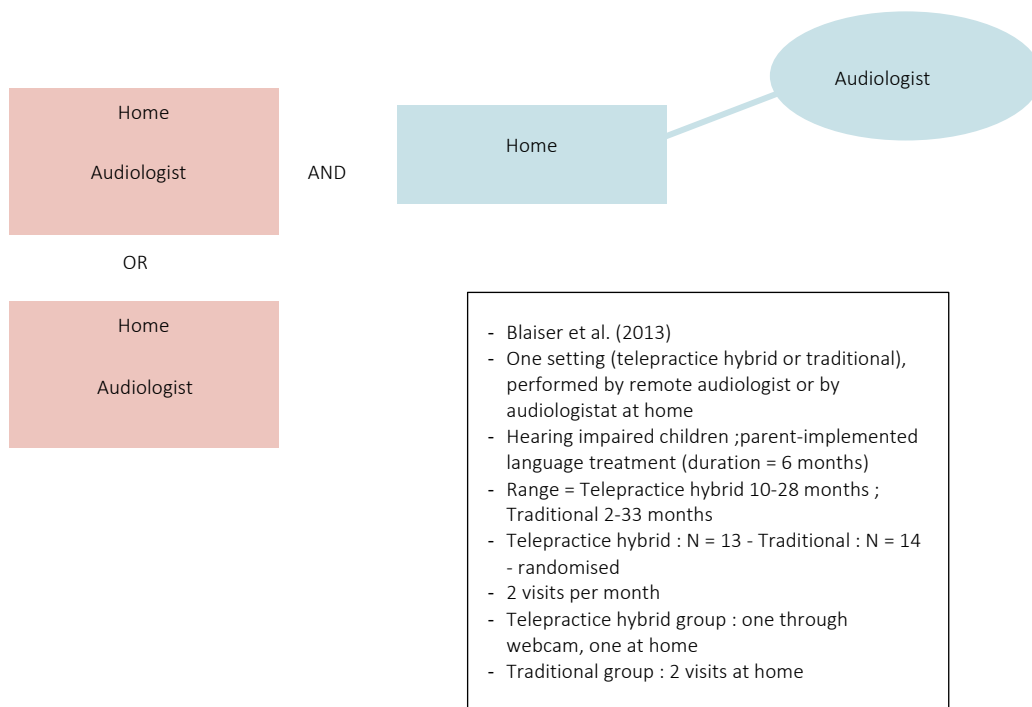 Audiologist
Home
Audiologist
AND
Home
OR
Home
Audiologist
- Blaiser et al. (2013)
- One setting (telepractice hybrid or traditional),
performed by remote audiologist or by
audiologistat at home
- Hearing impaired children ;parent-implemented
language treatment (duration = 6 months)
- Range = Telepractice hybrid 10-28 months ;
Traditional 2-33 months
- Telepractice hybrid : N = 13 - Traditional : N = 14
- randomised
- 2 visits per month
- Telepractice hybrid group : one through
webcam, one at home
- Traditional group : 2 visits at home